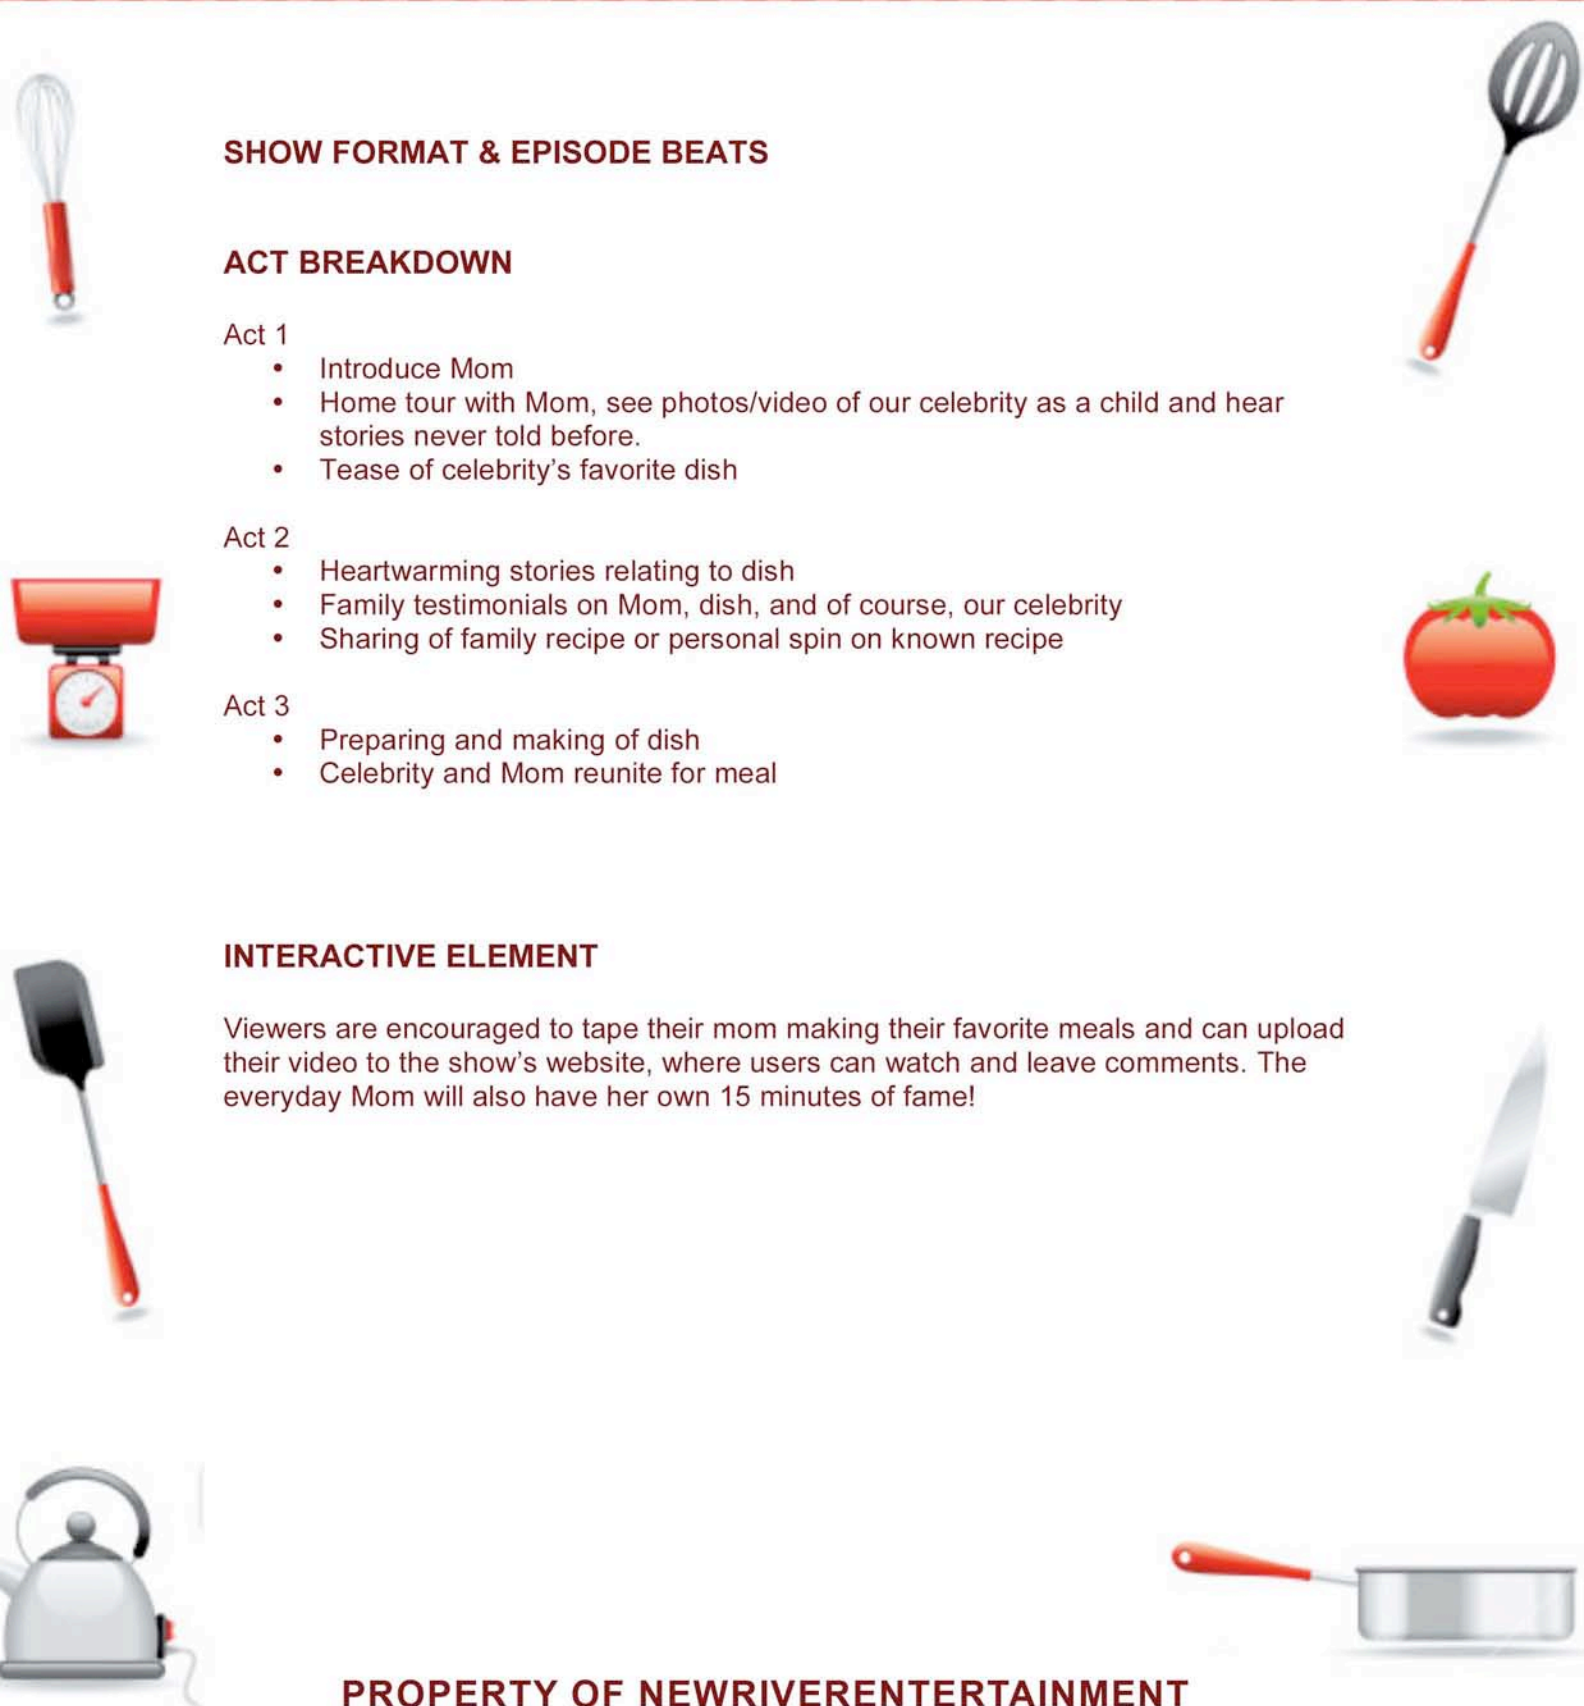 SHOW FORMAT & EPISODE BEATS
ACT BREAKDOWN
Act 1
• Introduce Mom
• Home tour with Mom, see photos/video of our celebrity as a child and hear
stories never told before.
• Tease of celebrity’s favorite dish
Act 2
• Heartwarming stories relating to dish
• Family testimonials on Mom, dish, and of course, our celebrity
• Sharing of family recipe or personal spin on known recipe
Act 3
• Preparing and making of dish
• Celebrity and Mom reunite for meal
INTERACTIVE ELEMENT
Viewers are encouraged to tape their mom making their favorite meals and can upload
their video to the show’s website, where users can watch and leave comments. The
everyday Mom will also have her own 15 minutes of fame!
PROPERTY OF NEWRIVERENTERTAINMENT